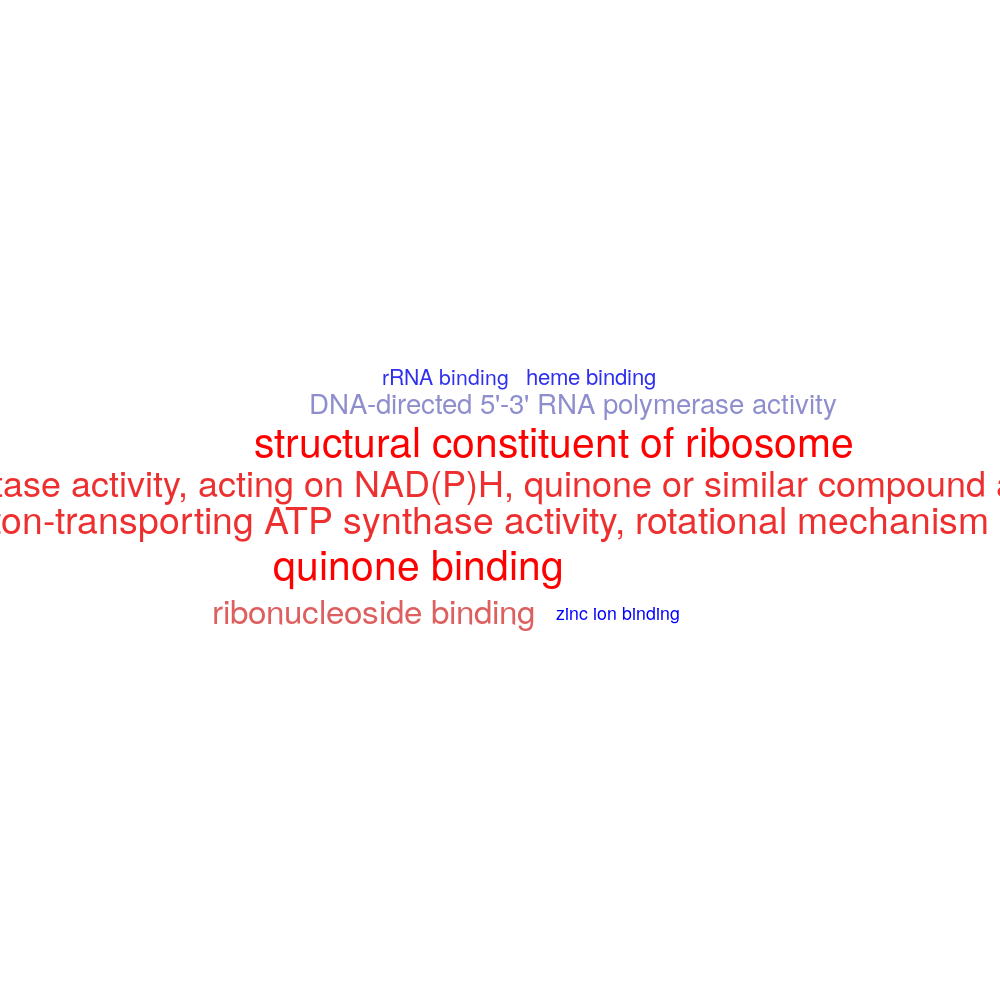 rRNA binding heme binding
DNA-directed 5'-3' RNA polymerase activity
structural constituent of ribosome
tase activity, acting on NAD(P)H, quinone or similar compound a
ton-transporting ATP synthase activity, rotational mechanism
quinone binding
ribonucleoside binding zinc ion binding